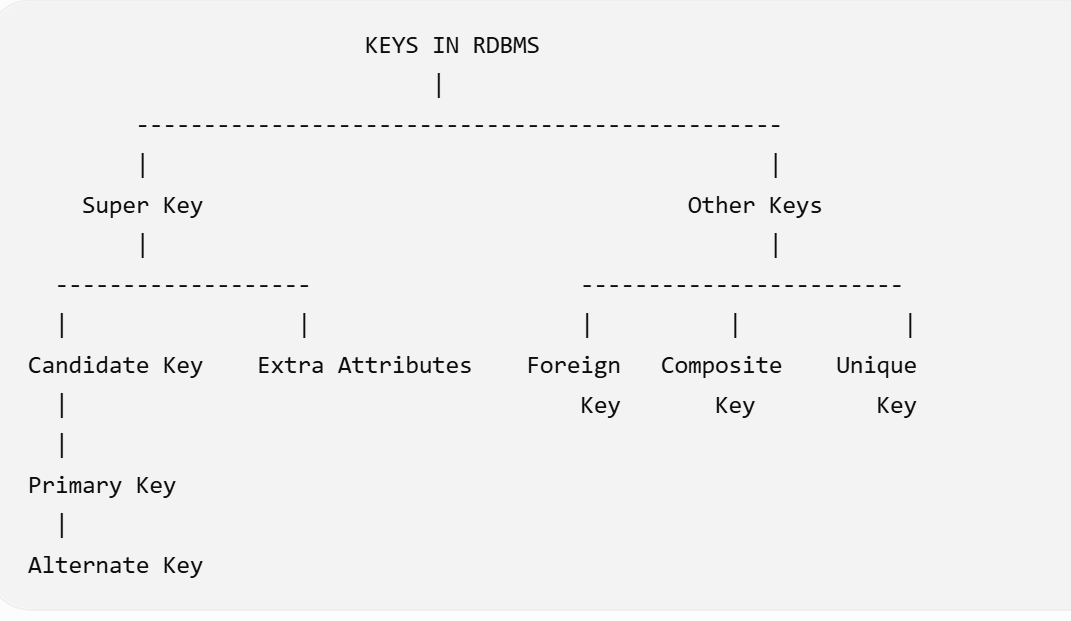 KEYS IN RDBMS
|
------------------------------------------------
| |
Super Key Other Keys
| |
------------------- ------------------------
| | | | |
Candidate Key Extra Attributes Foreign Composite Unique
| Key Key Key
|
Primary Key
|
Alternate Key